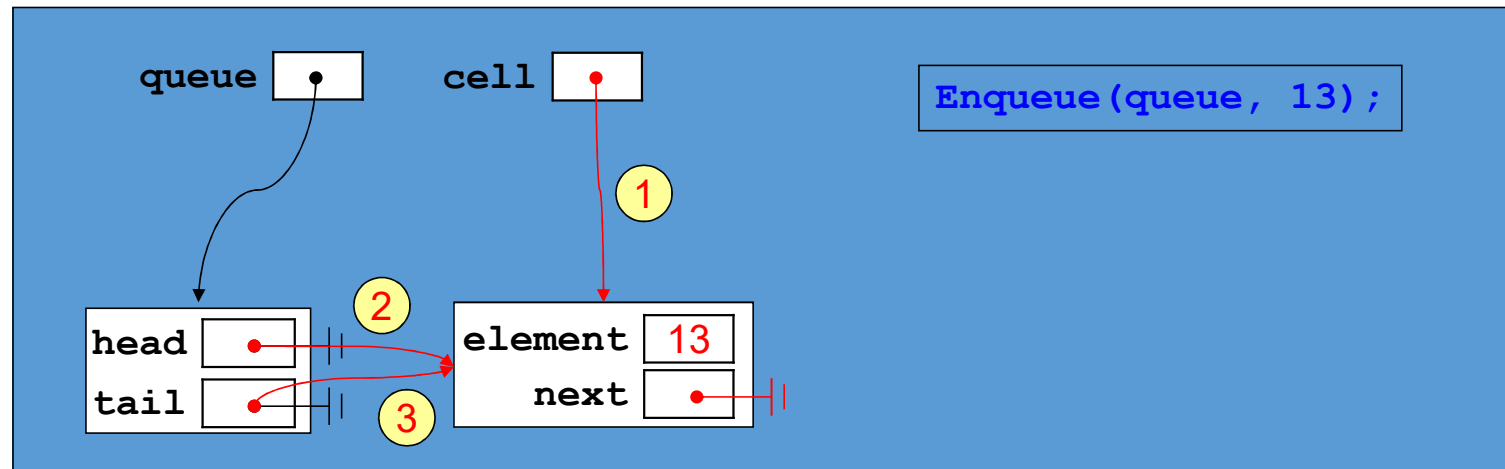 queue
cell
Enqueue(queue, 13);
1
2
head
element 13
tail
next
3